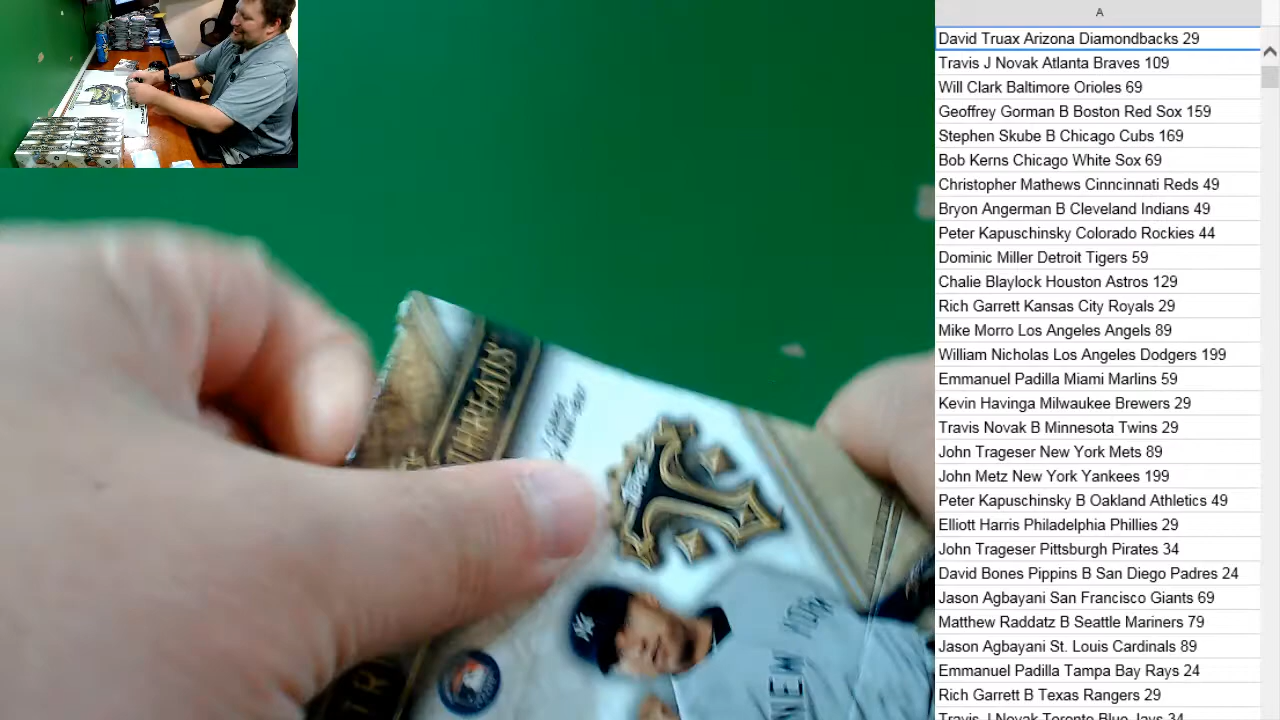 A
David Truax Arizona Diamondbacks 29
Travis J Novak Atlanta Braves 109
Will Clark Baltimore Orioles 69
Geoffrey Gorman B Boston Red Sox 159
Stephen Skube B Chicago Cubs 169
Bob Kerns Chicago White Sox 69
Christopher Mathews Cinncinnati Reds 49
Bryon Angerman B Cleveland Indians 49
Peter Kapuschinsky Colorado Rockies 44
Dominic Miller Detroit Tigers 59
Chalie Blaylock Houston Astros 129
Rich Garrett Kansas City Royals 29
Mike Morro Los Angeles Angels 89
William Nicholas Los Angeles Dodgers 199
Emmanuel Padilla Miami Marlins 59
Kevin Havinga Milwaukee Brewers 29
Travis Novak B Minnesota Twins 29
John Trageser New York Mets 89
John Metz New York Yankees 199
Peter Kapuschinsky B Oakland Athletics 49
Elliott Harris Philadelphia Phillies 29
John Trageser Pittsburgh Pirates 34
David Bones Pippins B San Diego Padres 24
Jason Agbayani San Francisco Giants 69
Matthew Raddatz B Seattle Mariners 79
Jason Agbayani St. Louis Cardinals 89
Emmanuel Padilla Tampa Bay Rays 24
Rich Garrett B Texas Rangers 29
Travis J Novak Toronto Blue Jays 34
NEW YORK